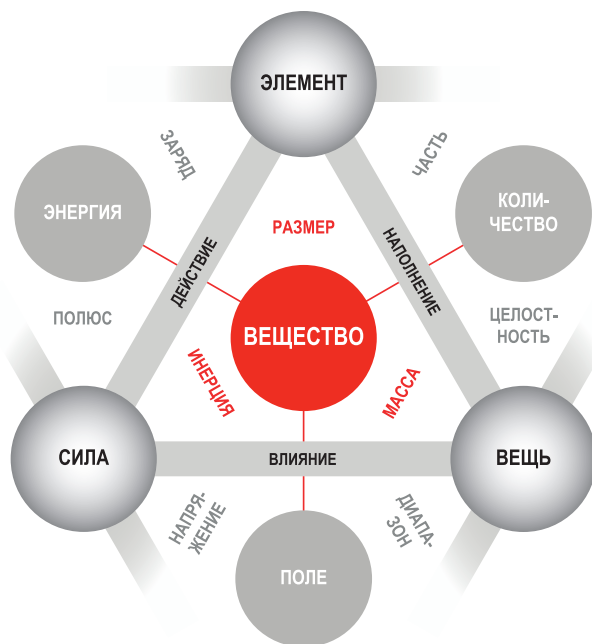 ЭЛЕМЕНТ
ЗАРЯД
ЧАСТЬ
ЭНЕРГИЯ
КОЛИ-
ЧЕСТВО
РАЗМЕР
ДЕЙСТВИЕ
НАПОЛНЕНИЕ
ПОЛЮС
ЦЕЛОСТ-
НОСТЬ
ВЕЩЕСТВО
ИНЕРЦИЯ
МАССА
СИЛА
ВЛИЯНИЕ
ВЕЩЬ
НАПРЯ-
ЖЕНИЕ
ДИАПА-
ЗОН
ПОЛЕ